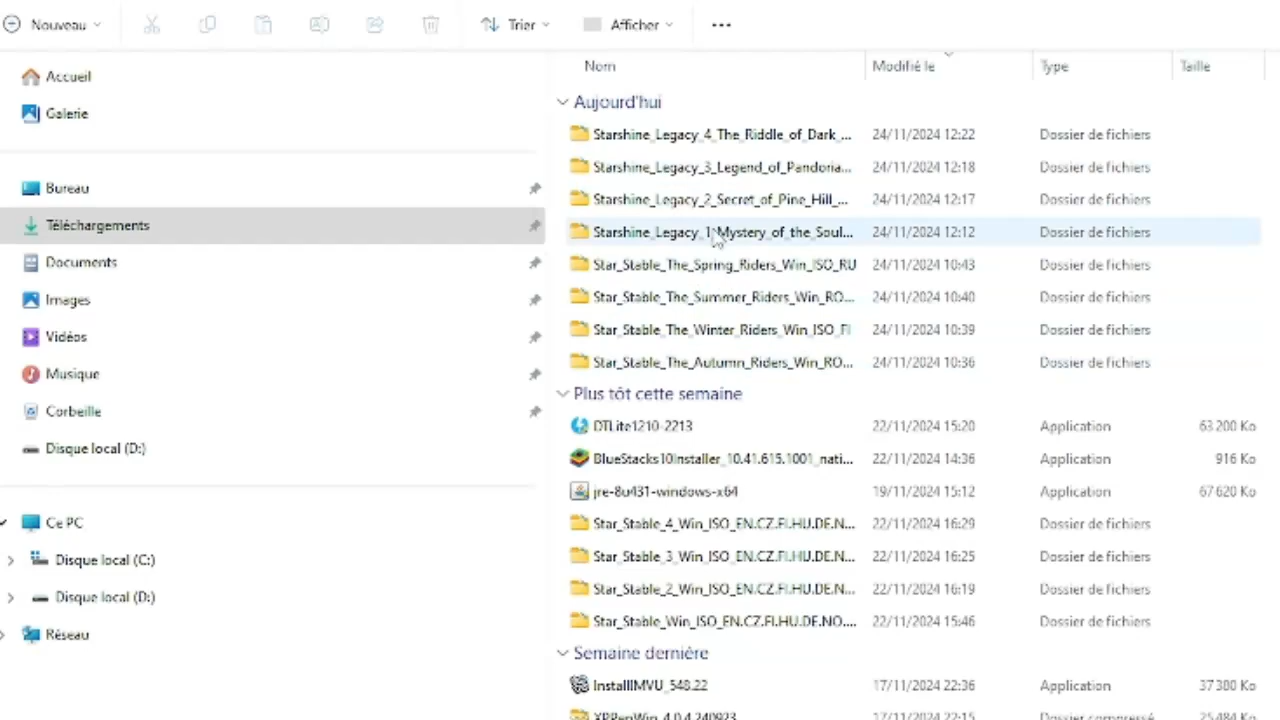 Nouveau
Trier
Afficher
Accueil
Galerie
Bureau
Téléchargements
Documents
Images
Vidéos
Musique
Corbeille
Disque local (D:)
Ce PC
Disque local (C:)
Disque local (D:)
Réseau
Nom Modifié le Type Taille
Aujourd'hui
Starshine_Legacy_4_The_Riddle_of_Dark_... 24/11/2024 12:22 Dossier de fichiers
Starshine_Legacy_3_Legend_of_Pandoria... 24/11/2024 12:18 Dossier de fichiers
Starshine_Legacy_2_Secret_of_Pine_Hill_... 24/11/2024 12:17 Dossier de fichiers
Starshine_Legacy_1_Mystery_of_the_Soul... 24/11/2024 12:12 Dossier de fichiers
Star_Stable_The_Spring_Riders_Win_ISO_RU 24/11/2024 10:43 Dossier de fichiers
Star_Stable_The_Summer_Riders_Win_RO... 24/11/2024 10:40 Dossier de fichiers
Star_Stable_The_Winter_Riders_Win_ISO_FI 24/11/2024 10:39 Dossier de fichiers
Star_Stable_The_Autumn_Riders_Win_RO... 24/11/2024 10:36 Dossier de fichiers
Plus tôt cette semaine
DTLite1210-2213 22/11/2024 15:20 Application 63 200 Ko
BlueStacks10Installer_10.41.615.1001_nati... 22/11/2024 14:36 Application 916 Ko
jre-8u431-windows-x64 19/11/2024 15:12 Application 67 620 Ko
Star_Stable_4_Win_ISO_EN.CZ.FI.HU.DE.N... 22/11/2024 16:29 Dossier de fichiers
Star_Stable_3_Win_ISO_EN.CZ.FI.HU.DE.N... 22/11/2024 16:25 Dossier de fichiers
Star_Stable_2_Win_ISO_EN.CZ.FI.HU.DE.N... 22/11/2024 16:19 Dossier de fichiers
Star_Stable_Win_ISO_EN.CZ.FI.HU.DE.NO.... 22/11/2024 15:46 Dossier de fichiers
Semaine dernière
InstallIMVU_548.22 17/11/2024 22:36 Application 37 380 Ko
XPPenWin_4.0.4.240923 17/11/2024 22:15 Dossier compressé 25 484 Ko